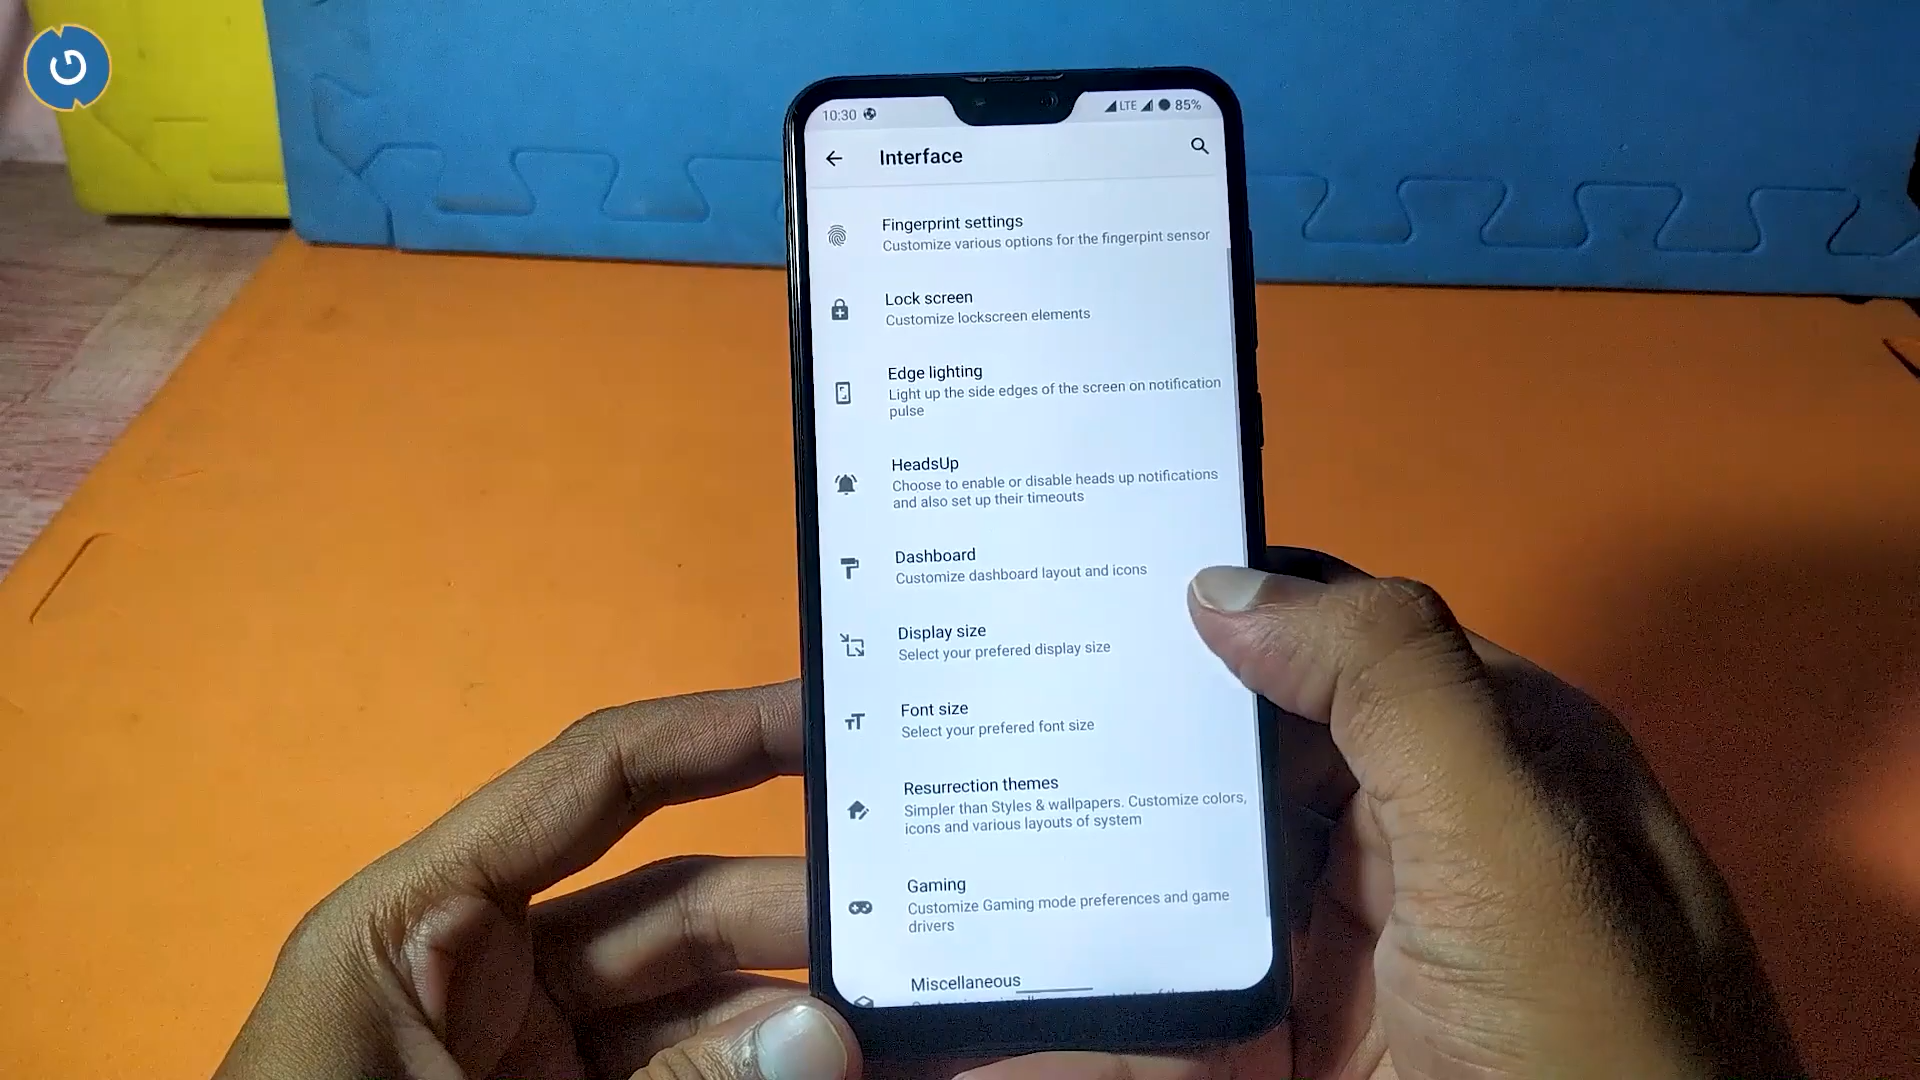 10:30
LTE 85%
Interface
Fingerprint settings
Customize various options for the fingerpint sensor
Lock screen
Customize lockscreen elements
Edge lighting
Light up the side edges of the screen on notification
pulse
HeadsUp
Choose to enable or disable heads up notifications
and also set up their timeouts
Dashboard
Customize dashboard layout and icons
Display size
Select your prefered display size
Font size
Select your prefered font size
Resurrection themes
Simpler than Styles & wallpapers. Customize colors,
icons and various layouts of system
Gaming
Customize Gaming mode preferences and game
drivers
Miscellaneous